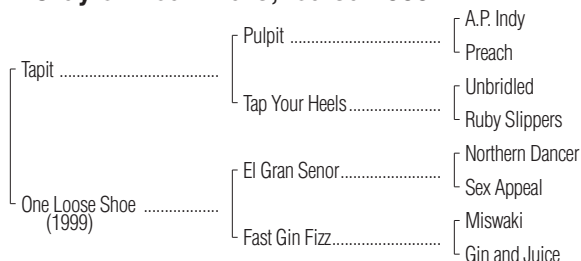 A.P. Indy
Pulpit
Preach
Tapit
Unbridled
Tap Your Heels
Ruby Slippers
Northern Dancer
El Gran Senor
Sex Appeal
One Loose Shoe
(1999)
Miswaki
Fast Gin Fizz
Gin and Juice